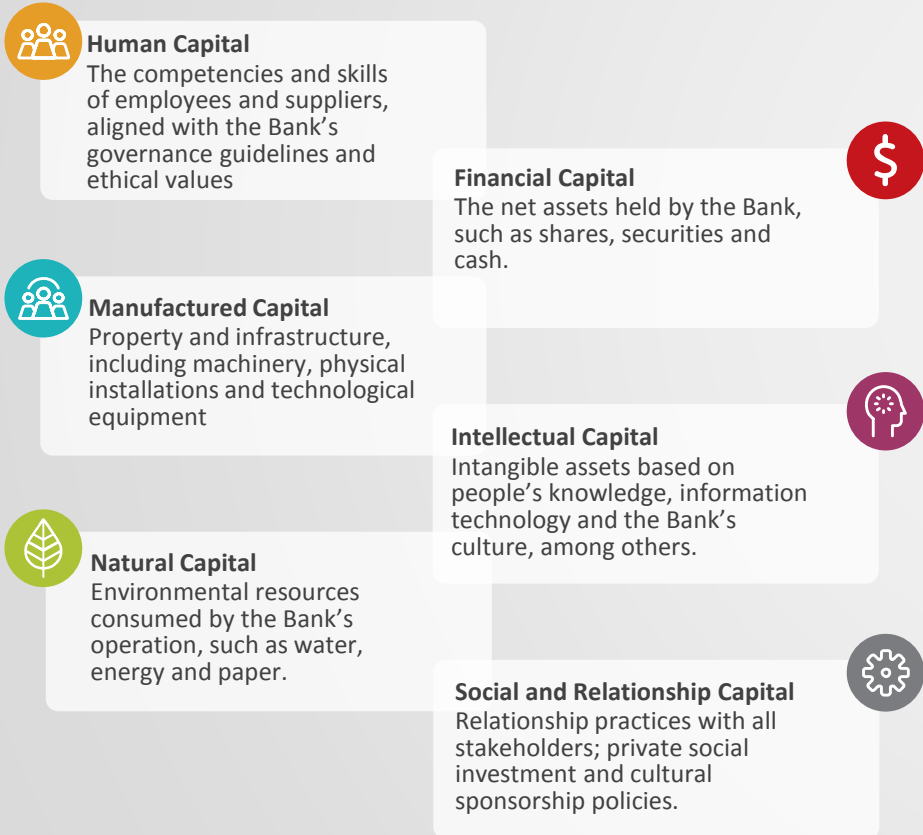 Human Capital
The competencies and skills
of employees and suppliers,
aligned with the Bank’s
governance guidelines and
ethical values
$
Financial Capital
The net assets held by the Bank,
such as shares, securities and
cash.
Manufactured Capital
Property and infrastructure,
including machinery, physical
installations and technological
equipment
Intellectual Capital
Intangible assets based on
people’s knowledge, information
technology and the Bank’s
culture, among others.
Natural Capital
Environmental resources
consumed by the Bank’s
operation, such as water,
energy and paper.
Social and Relationship Capital
Relationship practices with all
stakeholders; private social
investment and cultural
sponsorship policies.